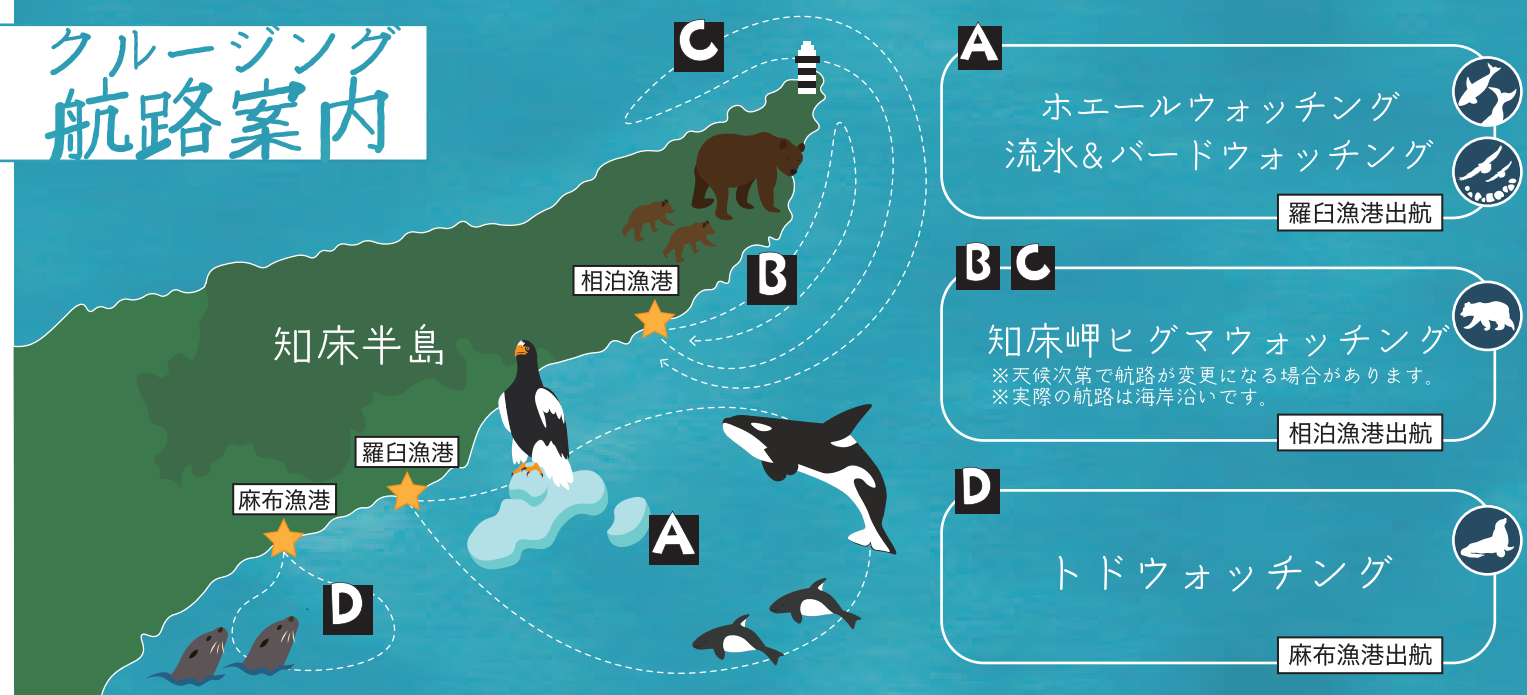 クルージング
航路案内
C
B
相泊漁港
知床半島
羅臼漁港
麻布漁港
A
D
A
ホエールウォッチング
流氷&バードウォッチング
羅臼漁港出航
B C
知床岬ヒグマウォッチング
※天候次第で航路が変更になる場合があります。
※実際の航路は海岸沿いです。
相泊漁港出航
D
トドウォッチング
麻布漁港出航